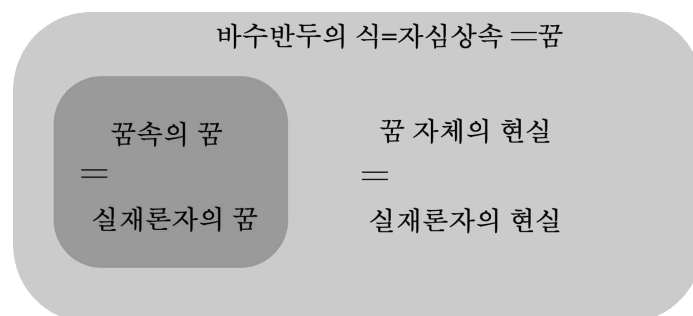 바수반두의 식=자심상속 =꿈
꿈속의 꿈
=
실재론자의 꿈
꿈 자체의 현실
=
실재론자의 현실